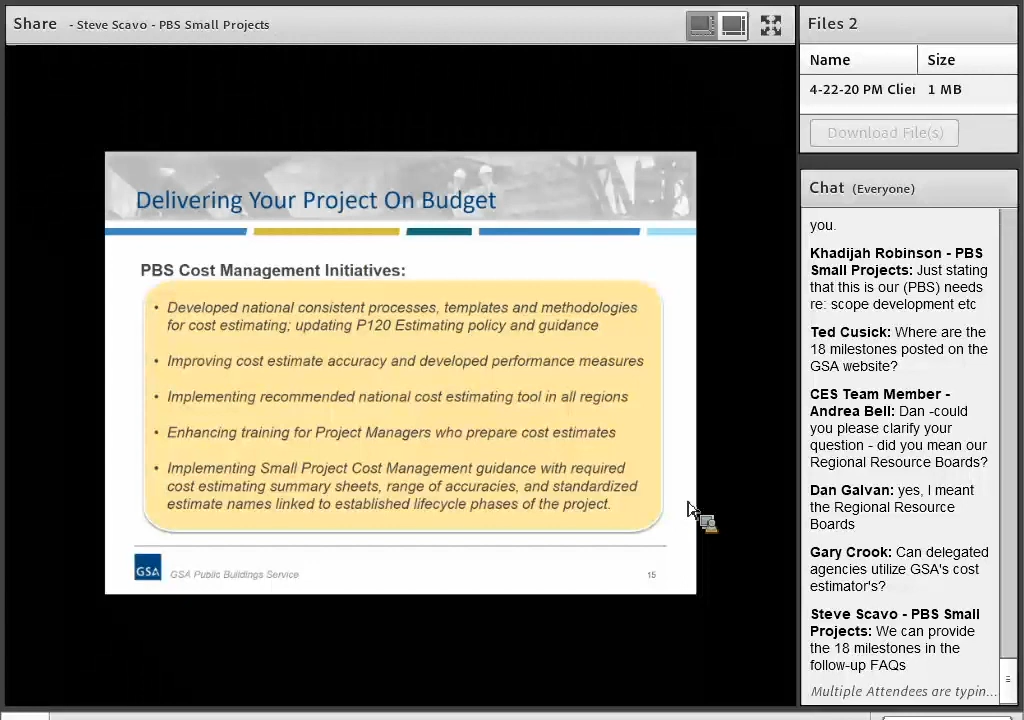 Share - Steve Scavo - PBS Small Projects
Delivering Your Project On Budget
PBS Cost Management Initiatives:
• Developed national consistent processes, templates and methodologies
for cost estimating; updating P120 Estimating policy and guidance
• Improving cost estimate accuracy and developed performance measures
• Implementing recommended national cost estimating tool in all regions
• Enhancing training for Project Managers who prepare cost estimates
• Implementing Small Project Cost Management guidance with required
cost estimating summary sheets, range of accuracies, and standardized
estimate names linked to established lifecycle phases of the project.
GSA
GSA Public Buildings Service
15
Files 2
Name Size
4-22-20 PM Clier 1 MB
Download File(s)
Chat (Everyone)
you.
Khadijah Robinson - PBS
Small Projects: Just stating
that this is our (PBS) needs
re: scope development etc
Ted Cusick: Where are the
18 milestones posted on the
GSA website?
CES Team Member -
Andrea Bell: Dan -could
you please clarify your
question - did you mean our
Regional Resource Boards?
Dan Galvan: yes, I meant
the Regional Resource
Boards
Gary Crook: Can delegated
agencies utilize GSA's cost
estimator's?
Steve Scavo - PBS Small
Projects: We can provide
the 18 milestones in the
follow-up FAQs
Multiple Attendees are typin...